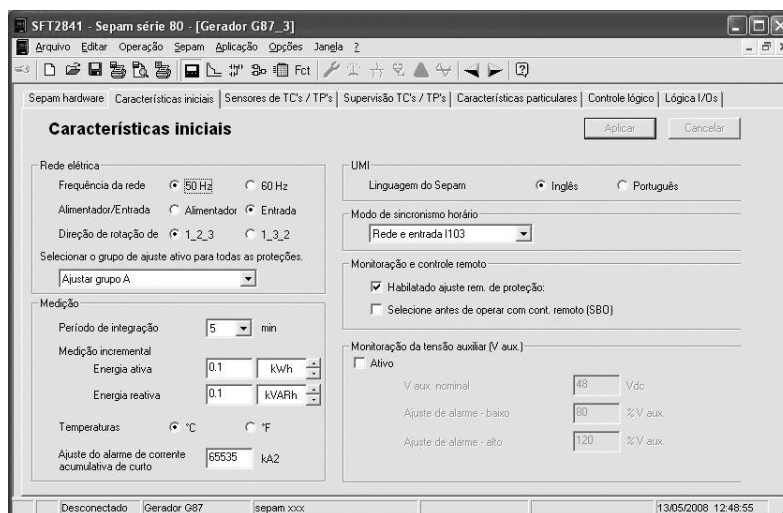 SFT2841 - Sepam série 80 - [Gerador G87_3]
Arquivo Editar Operação Sepam Aplicação Opções Janela ?
Fct
Sepam hardware Características iniciais Sensores de TC's / TP's Supervisão TC's / TP's Características particulares Controle lógico Lógica I/Os
Características iniciais
Aplicar Cancelar
Rede elétrica
Frequência da rede 50 Hz 60 Hz
Alimentador/Entrada Alimentador Entrada
Direção de rotação de 1_2_3 1_3_2
Selecionar o grupo de ajuste ativo para todas as proteções.
Ajustar grupo A
Medição
Período de integração 5 min
Medição incremental
Energia ativa 0.1 kWh
Energia reativa 0.1 kVARh
Temperaturas °C °F
Ajuste do alarme de corrente
acumulativa de curto 65535 kA2
UMI
Linguagem do Sepam Inglês Português
Modo de sincronismo horário
Rede e entrada I103
Monitoração e controle remoto
Habilatado ajuste rem. de proteção:
Selecione antes de operar com cont. remoto (SBO)
Monitoração da tensão auxiliar (V aux.)
Ativo
V aux. nominal 48 Vdc
Ajuste de alarme - baixo 80 % V aux.
Ajuste de alarme - alto 120 % V aux.
Desconectado Gerador G87 sepam xxx 13/05/2008 12:48:55